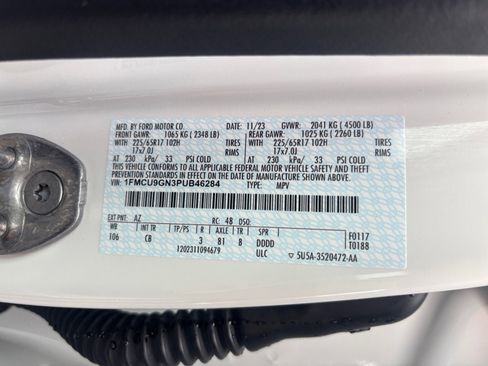 MFD. BY FORD MOTOR CO. 11/23 GVWR: 2041 KG ( 4500 LB)
FRONT GAWR: 1065 KG ( 2348 LB) REAR GAWR: 1025 KG ( 2260 LB)
WITH 225/65R17 102H TIRES WITH 225/65R17 102H TIRES
17x7.0J RIMS 17x7.0J RIMS
AT 230 kPa/ 33 PSI COLD AT 230 kPa/ 33 PSI COLD
THIS VEHICLE CONFORMS TO ALL APPLICABLE FEDERAL MOTOR VEHICLE SAFETY AND THEFT
PREVENTION STANDARDS IN EFFECT ON THE DATE OF MANUFACTURE SHOWN ABOVE.
VIN: 1FMCU9GN3PUB46284 TYPE: MPV
EXT PNT: AZ RC: 48 DSO:
WB INT TR TP/PS R AXLE TR SPR
106 CB 3 81 B DDDD F0117
ULC T0188
1202311094679 5U5A-3520472-AA